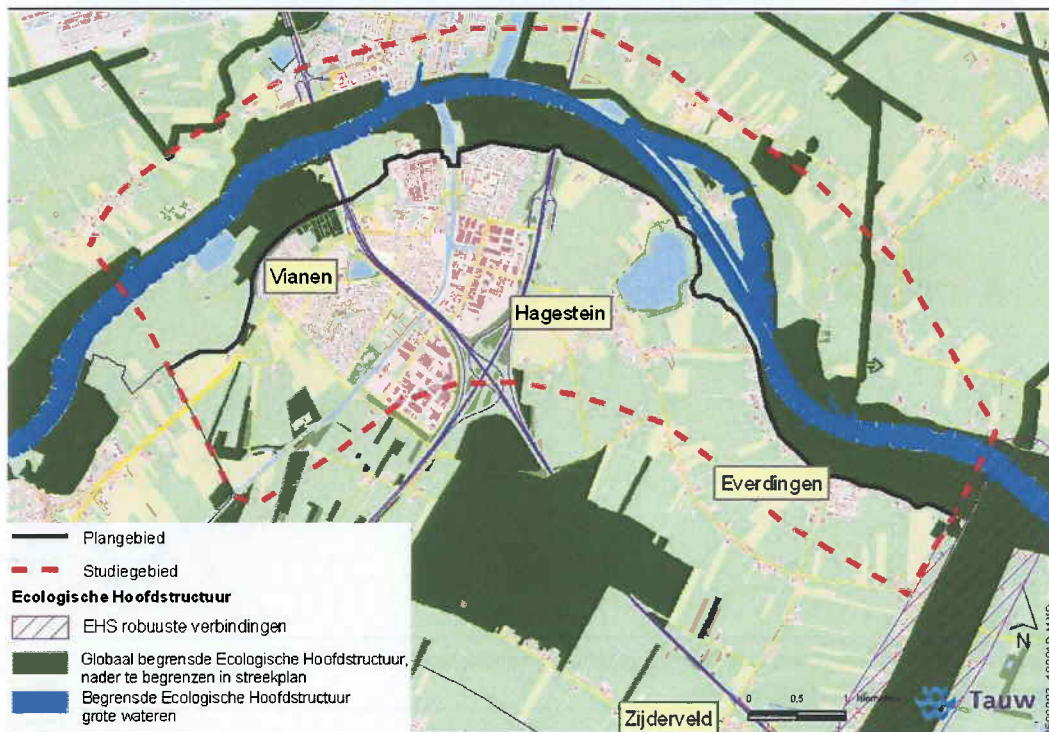 Vianen
Hagestein
Everdingen
Zijderveld
Plangebied
Studiegebied
Ecologische Hoofdstructuur
EHS robuuste verbindingen
Globaal begrensde Ecologische Hoofdstructuur,
nader te begrenzen in streekplan
Begrensde Ecologische Hoofdstructuur
grote wateren
N
0 0,5 1 Kilometers
Tauw